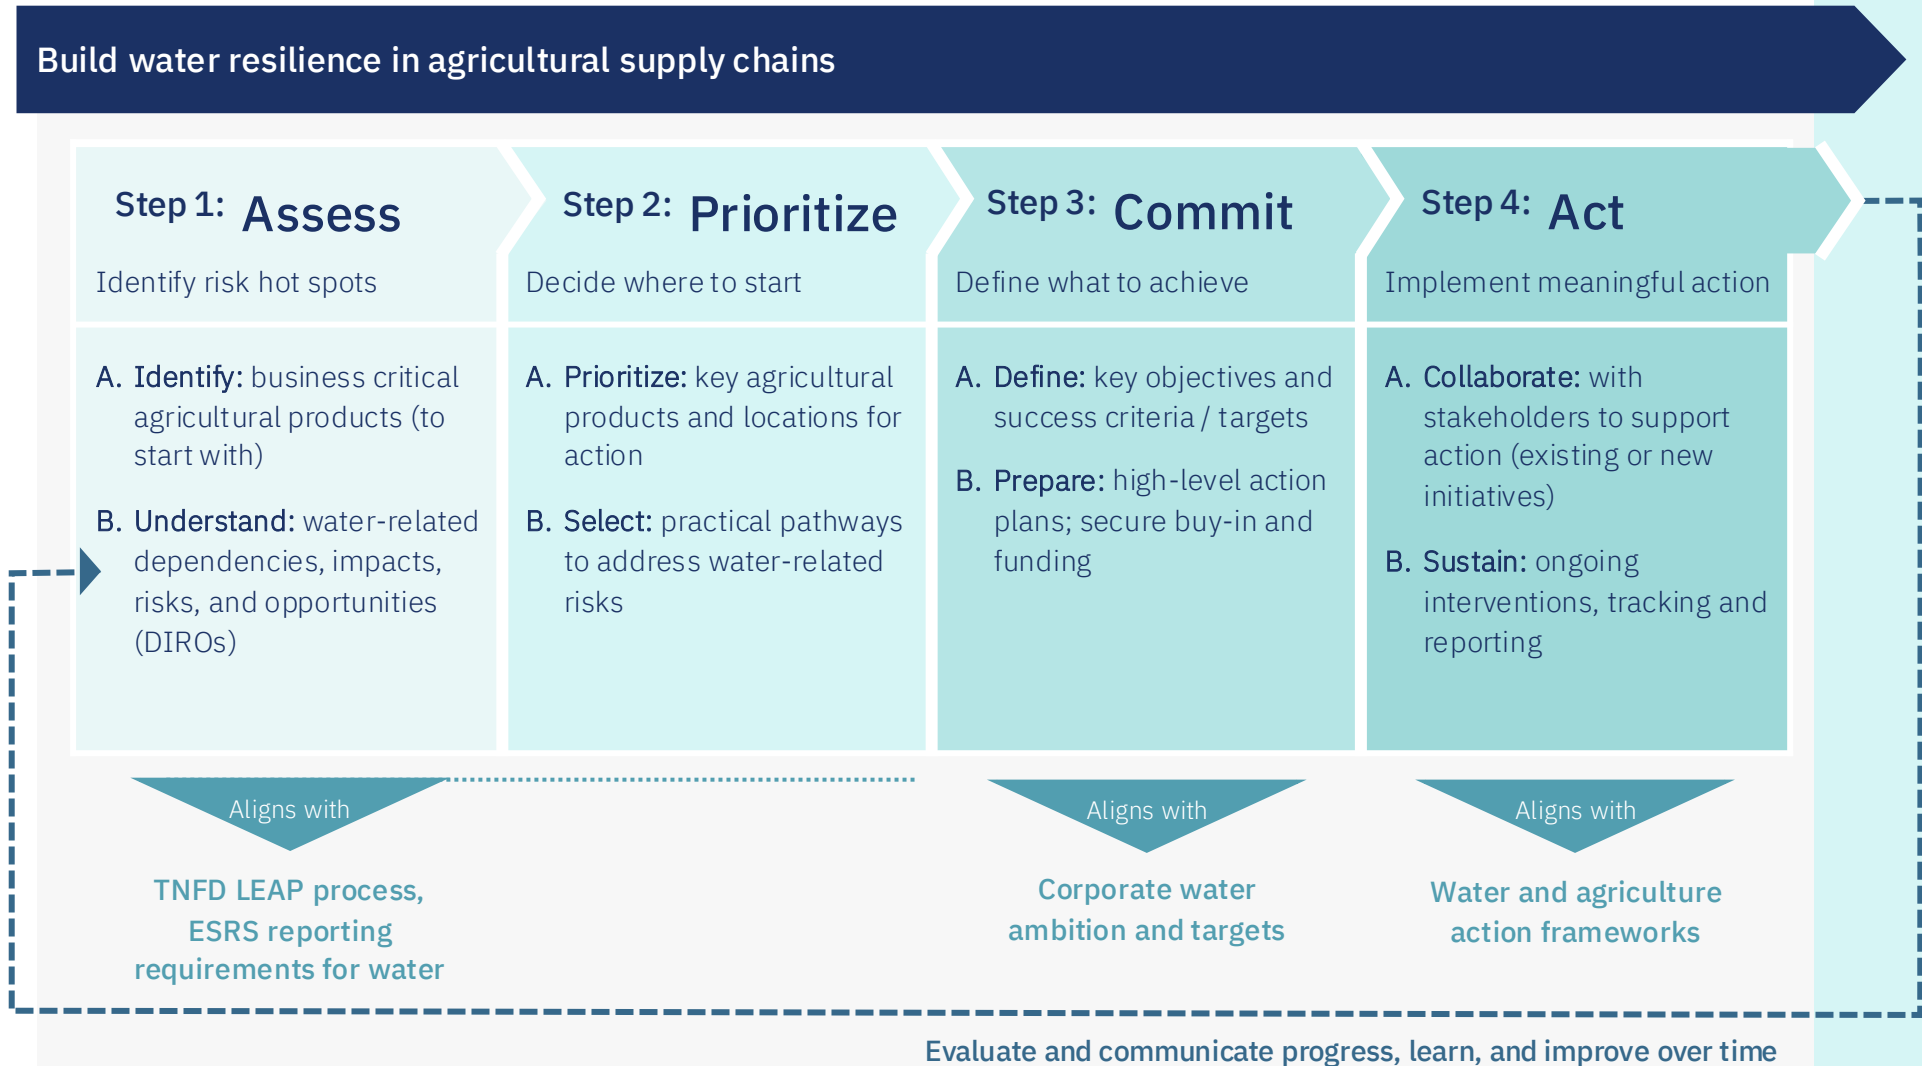 Build water resilience in agricultural supply chains
Step 1: Assess
Identify risk hot spots
A. Identify: business critical
agricultural products (to
start with)
B. Understand: water-related
dependencies, impacts,
risks, and opportunities
(DIROs)
Step 2: Prioritize
Decide where to start
A. Prioritize: key agricultural
products and locations for
action
B. Select: practical pathways
to address water-related
risks
Step 3: Commit
Define what to achieve
A. Define: key objectives and
success criteria / targets
B. Prepare: high-level action
plans; secure buy-in and
funding
Step 4: Act
Implement meaningful action
A. Collaborate: with
stakeholders to support
action (existing or new
initiatives)
B. Sustain: ongoing
interventions, tracking and
reporting
Aligns with
TNFD LEAP process,
ESRS reporting
requirements for water
Aligns with
Corporate water
ambition and targets
Aligns with
Water and agriculture
action frameworks
Evaluate and communicate progress, learn, and improve over time